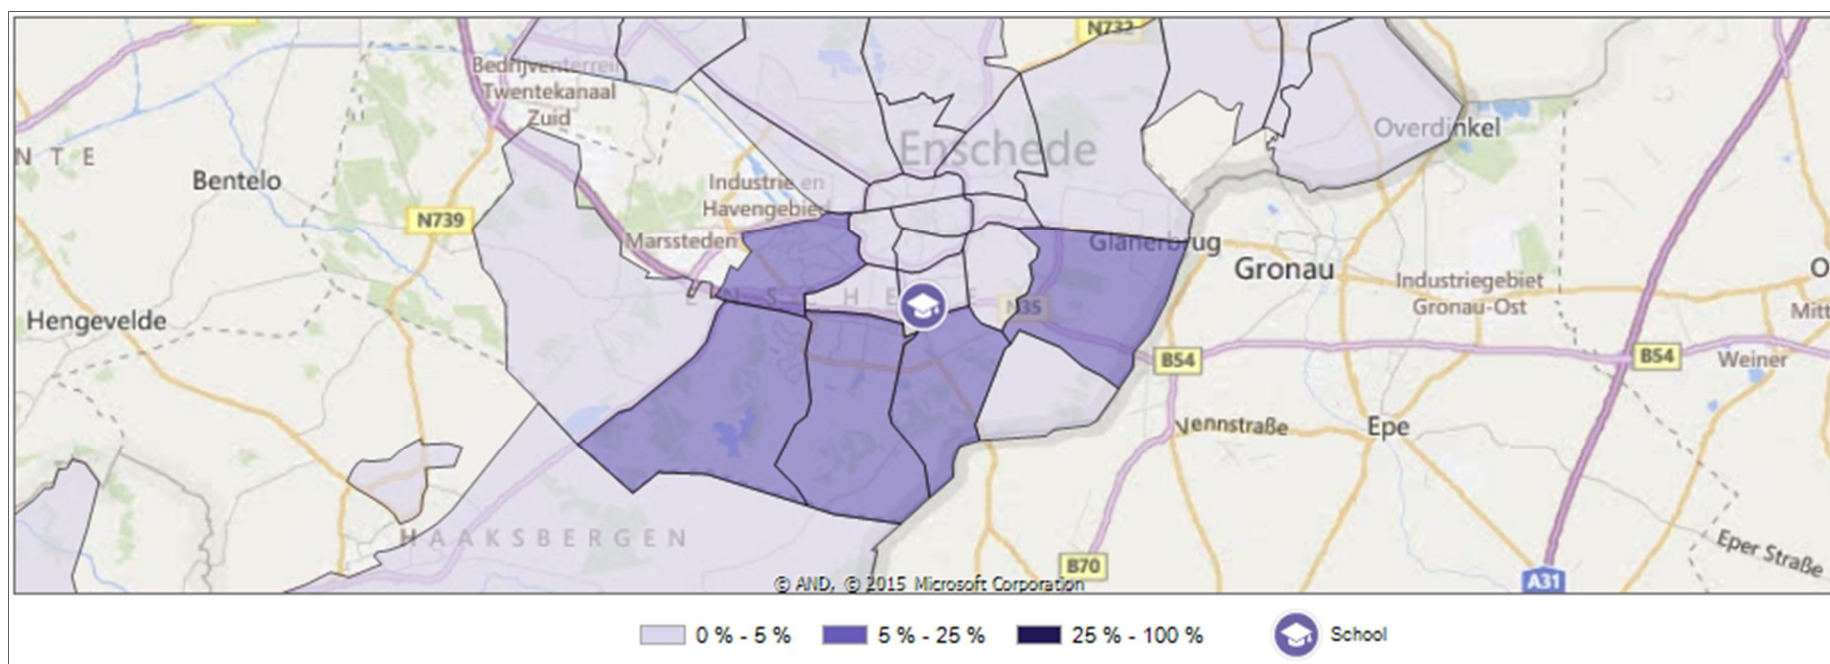 N732
Bedrijventerrein
Twentekanaal
Zuid
Enschede
Overdinkel
N T E
Bentelo
Industrie en
Havengebied
N739
Marssteden
Glanerbrug
Gronau
E N S C H E D E
N35
Industriegebiet
Gronau-Ost
O
Mitt
Hengevelde
B54
B54
Weiner
Vennstraße
Epe
HAAKSBERGEN
B70
Eper Straße
A31
© AND, © 2015 Microsoft Corporation
0 % - 5 %
5 % - 25 %
25 % - 100 %
School